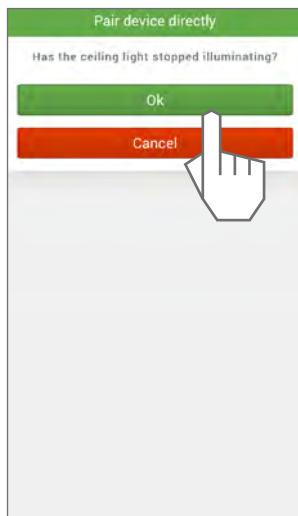 Pair device directly
Has the ceiling light stopped illuminating?
Ok
Cancel